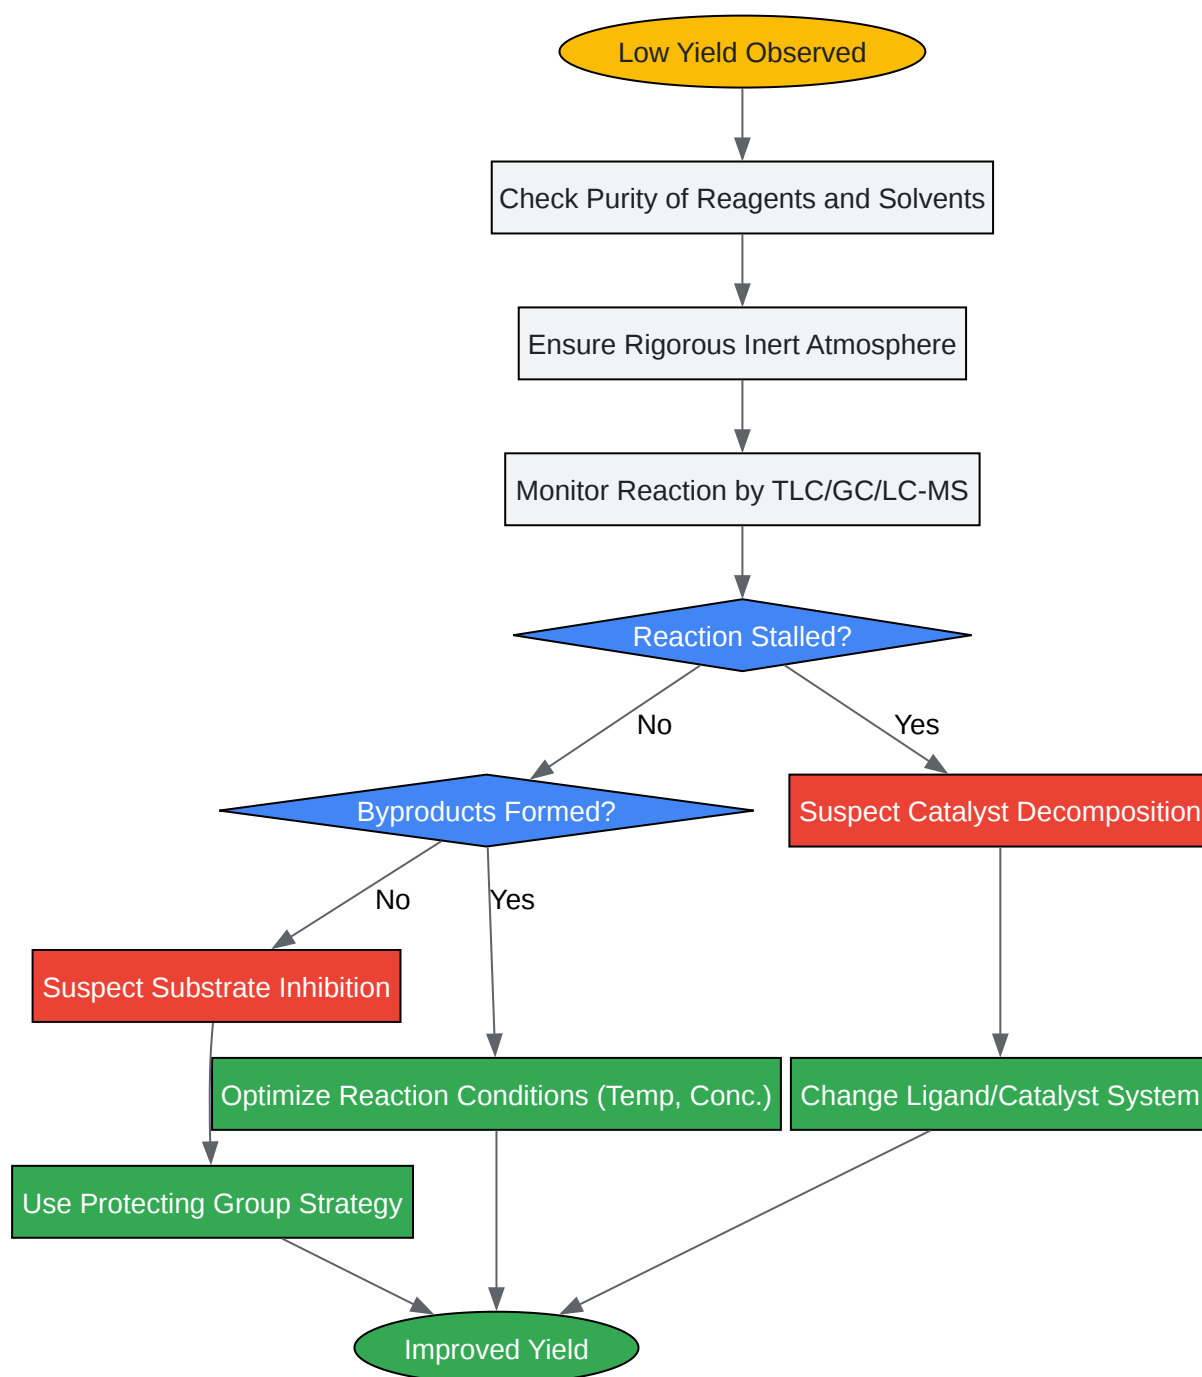 Low Yield Observed
Check Purity of Reagents and Solvents
Ensure Rigorous Inert Atmosphere
Monitor Reaction by TLC/GC/LC-MS
Reaction Stalled?
No
Yes
Byproducts Formed?
Suspect Catalyst Decomposition
No
Yes
Suspect Substrate Inhibition
Optimize Reaction Conditions (Temp, Conc.)
Change Ligand/Catalyst System
Use Protecting Group Strategy
Improved Yield